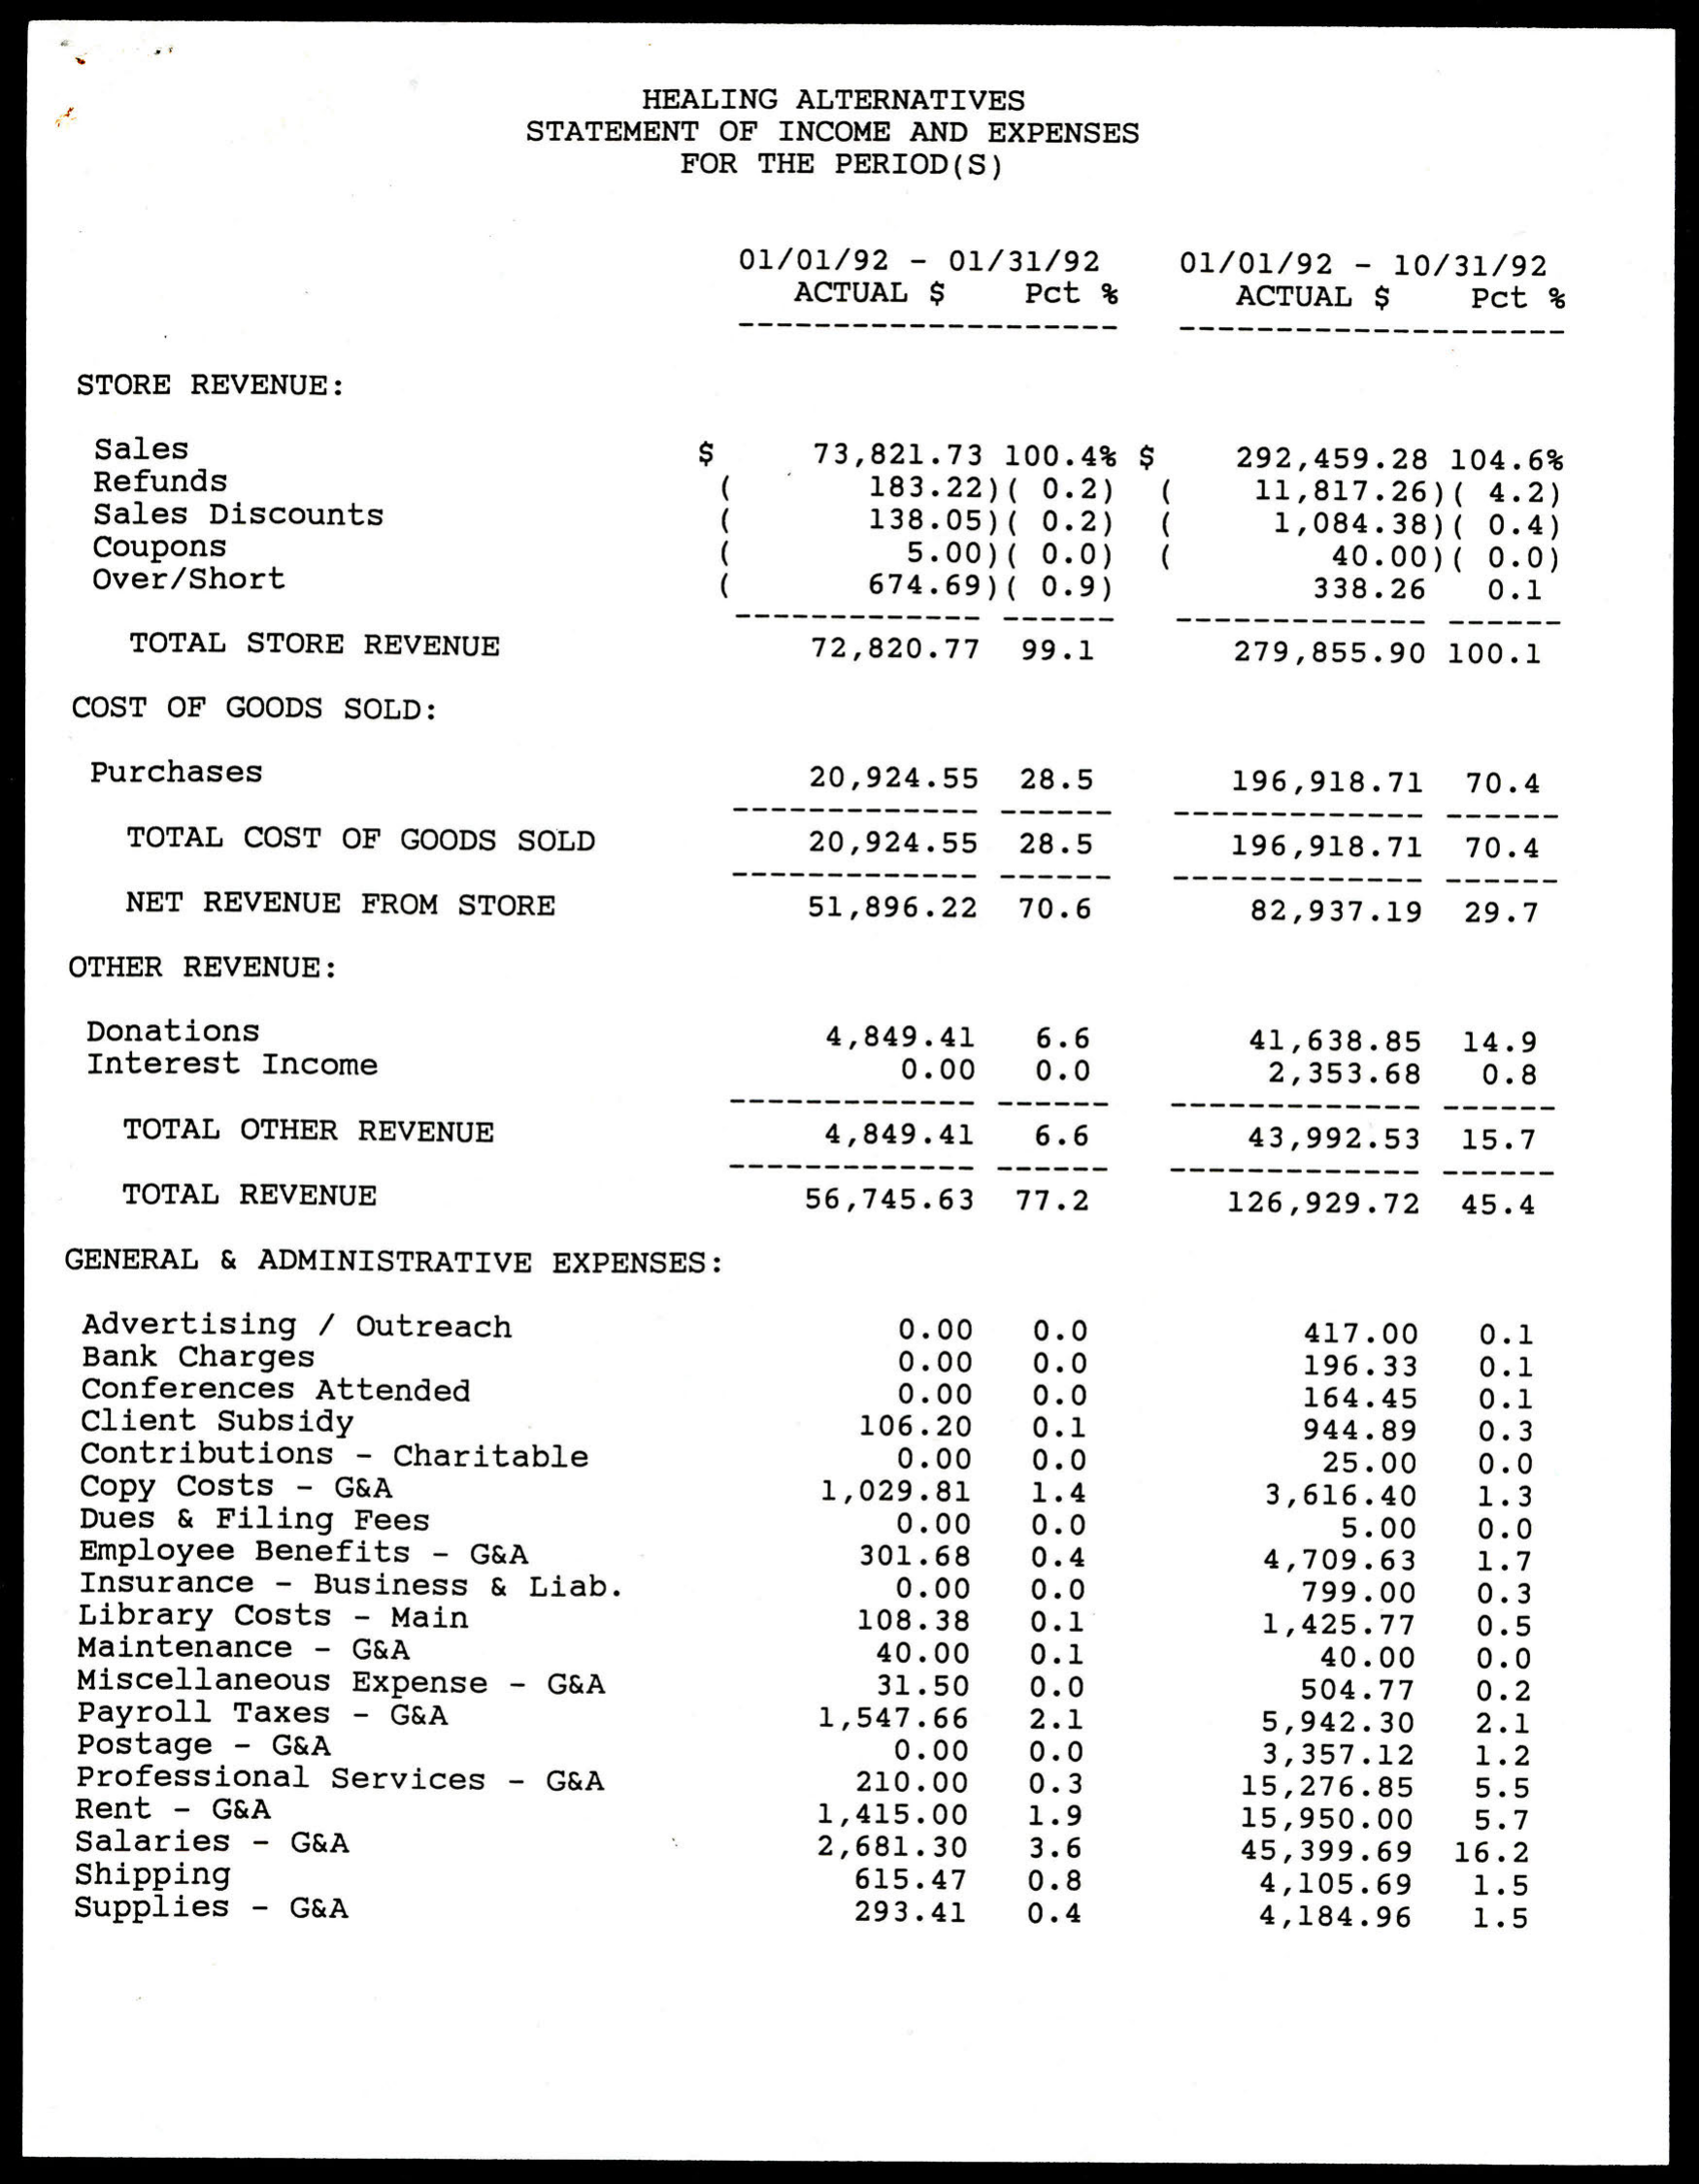 HEALING ALTERNATIVES
STATEMENT OF INCOME AND EXPENSES
FOR THE PERIOD(S)
01/01/92 - 01/31/92 01/01/92 - 10/31/92
ACTUAL $ Pct % ACTUAL $ Pct %
STORE REVENUE:
Sales $ 73,821.73 100.4% $ 292,459.28 104.6%
Refunds ( 183.22)( 0.2) ( 11,817.26)( 4.2)
Sales Discounts ( 138.05)( 0.2) ( 1,084.38)( 0.4)
Coupons ( 5.00)( 0.0) ( 40.00)( 0.0)
Over/Short ( 674.69)( 0.9) 338.26 0.1
TOTAL STORE REVENUE 72,820.77 99.1 279,855.90 100.1
COST OF GOODS SOLD:
Purchases 20,924.55 28.5 196,918.71 70.4
TOTAL COST OF GOODS SOLD 20,924.55 28.5 196,918.71 70.4
NET REVENUE FROM STORE 51,896.22 70.6 82,937.19 29.7
OTHER REVENUE:
Donations 4,849.41 6.6 41,638.85 14.9
Interest Income 0.00 0.0 2,353.68 0.8
TOTAL OTHER REVENUE 4,849.41 6.6 43,992.53 15.7
TOTAL REVENUE 56,745.63 77.2 126,929.72 45.4
GENERAL & ADMINISTRATIVE EXPENSES:
Advertising / Outreach 0.00 0.0 417.00 0.1
Bank Charges 0.00 0.0 196.33 0.1
Conferences Attended 0.00 0.0 164.45 0.1
Client Subsidy 106.20 0.1 944.89 0.3
Contributions - Charitable 0.00 0.0 25.00 0.0
Copy Costs - G&A 1,029.81 1.4 3,616.40 1.3
Dues & Filing Fees 0.00 0.0 5.00 0.0
Employee Benefits - G&A 301.68 0.4 4,709.63 1.7
Insurance - Business & Liab. 0.00 0.0 799.00 0.3
Library Costs - Main 108.38 0.1 1,425.77 0.5
Maintenance - G&A 40.00 0.1 40.00 0.0
Miscellaneous Expense - G&A 31.50 0.0 504.77 0.2
Payroll Taxes - G&A 1,547.66 2.1 5,942.30 2.1
Postage - G&A 0.00 0.0 3,357.12 1.2
Professional Services - G&A 210.00 0.3 15,276.85 5.5
Rent - G&A 1,415.00 1.9 15,950.00 5.7
Salaries - G&A 2,681.30 3.6 45,399.69 16.2
Shipping 615.47 0.8 4,105.69 1.5
Supplies - G&A 293.41 0.4 4,184.96 1.5